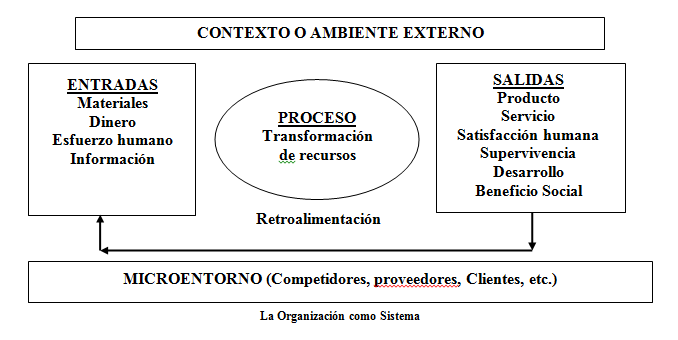 CONTEXTO O AMBIENTE EXTERNO
ENTRADAS
Materiales
Dinero
Esfuerzo humano
Información
PROCESO
Transformación
de recursos
SALIDAS
Producto
Servicio
Satisfacción humana
Supervivencia
Desarrollo
Beneficio Social
Retroalimentación
MICROENTORNO (Competidores, proveedores, Clientes, etc.)
La Organización como Sistema